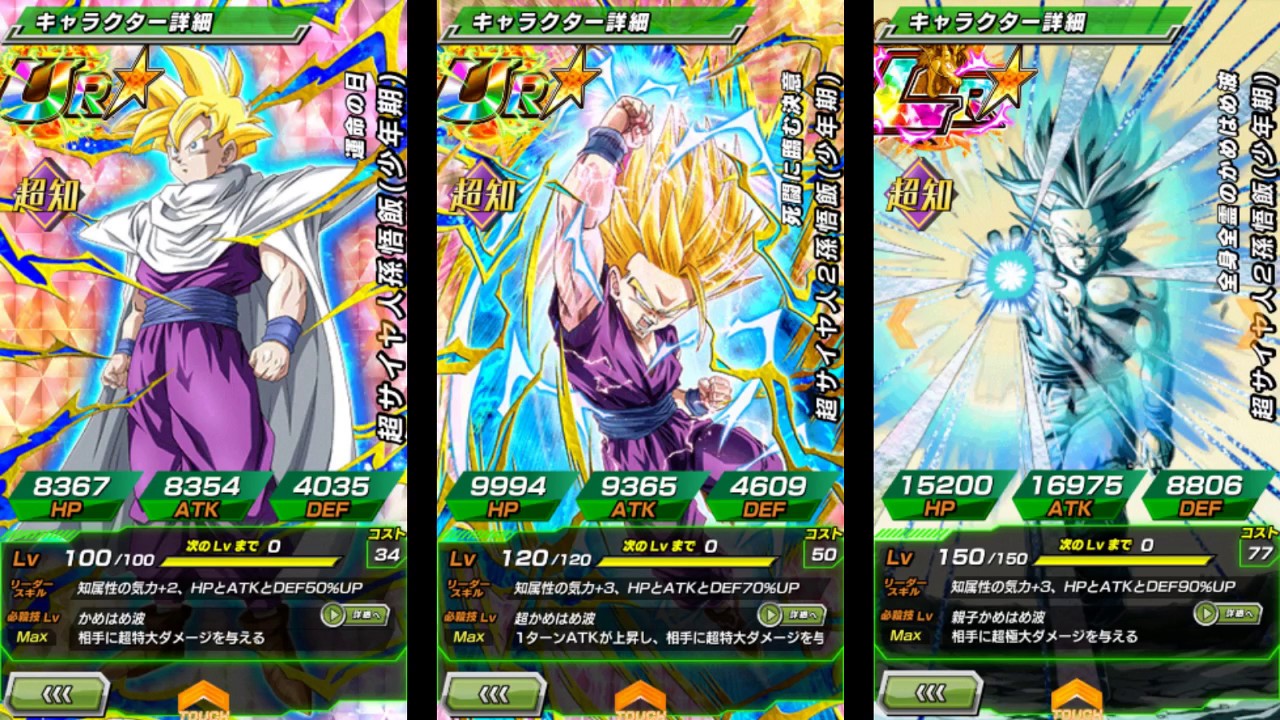 キャラクター詳細
UR
超知
運命の日
超サイヤ人孫悟飯(少年期)
8367
HP
8354
ATK
4035
DEF
Lv 100/100
次のLvまで 0
コスト
34
リーダースキル
知属性の気力+2、HPとATKとDEF50%UP
必殺技 Lv
Max
かめはめ波
詳細へ
相手に超特大ダメージを与える
TOUCH
キャラクター詳細
UR
超知
死闘に臨む決意
超サイヤ人2孫悟飯(少年期)
9994
HP
9365
ATK
4609
DEF
Lv 120/120
次のLvまで 0
コスト
50
リーダースキル
知属性の気力+3、HPとATKとDEF70%UP
必殺技 Lv
Max
超かめはめ波
詳細へ
1ターンATKが上昇し、相手に超特大ダメージを与
TOUCH
キャラクター詳細
LR
超知
全身全霊のかめはめ波
超サイヤ人2孫悟飯(少年期)
15200
HP
16975
ATK
8806
DEF
Lv 150/150
次のLvまで 0
コスト
77
リーダースキル
知属性の気力+3、HPとATKとDEF90%UP
必殺技 Lv
Max
親子かめはめ波
詳細へ
相手に超極大ダメージを与える
TOUCH